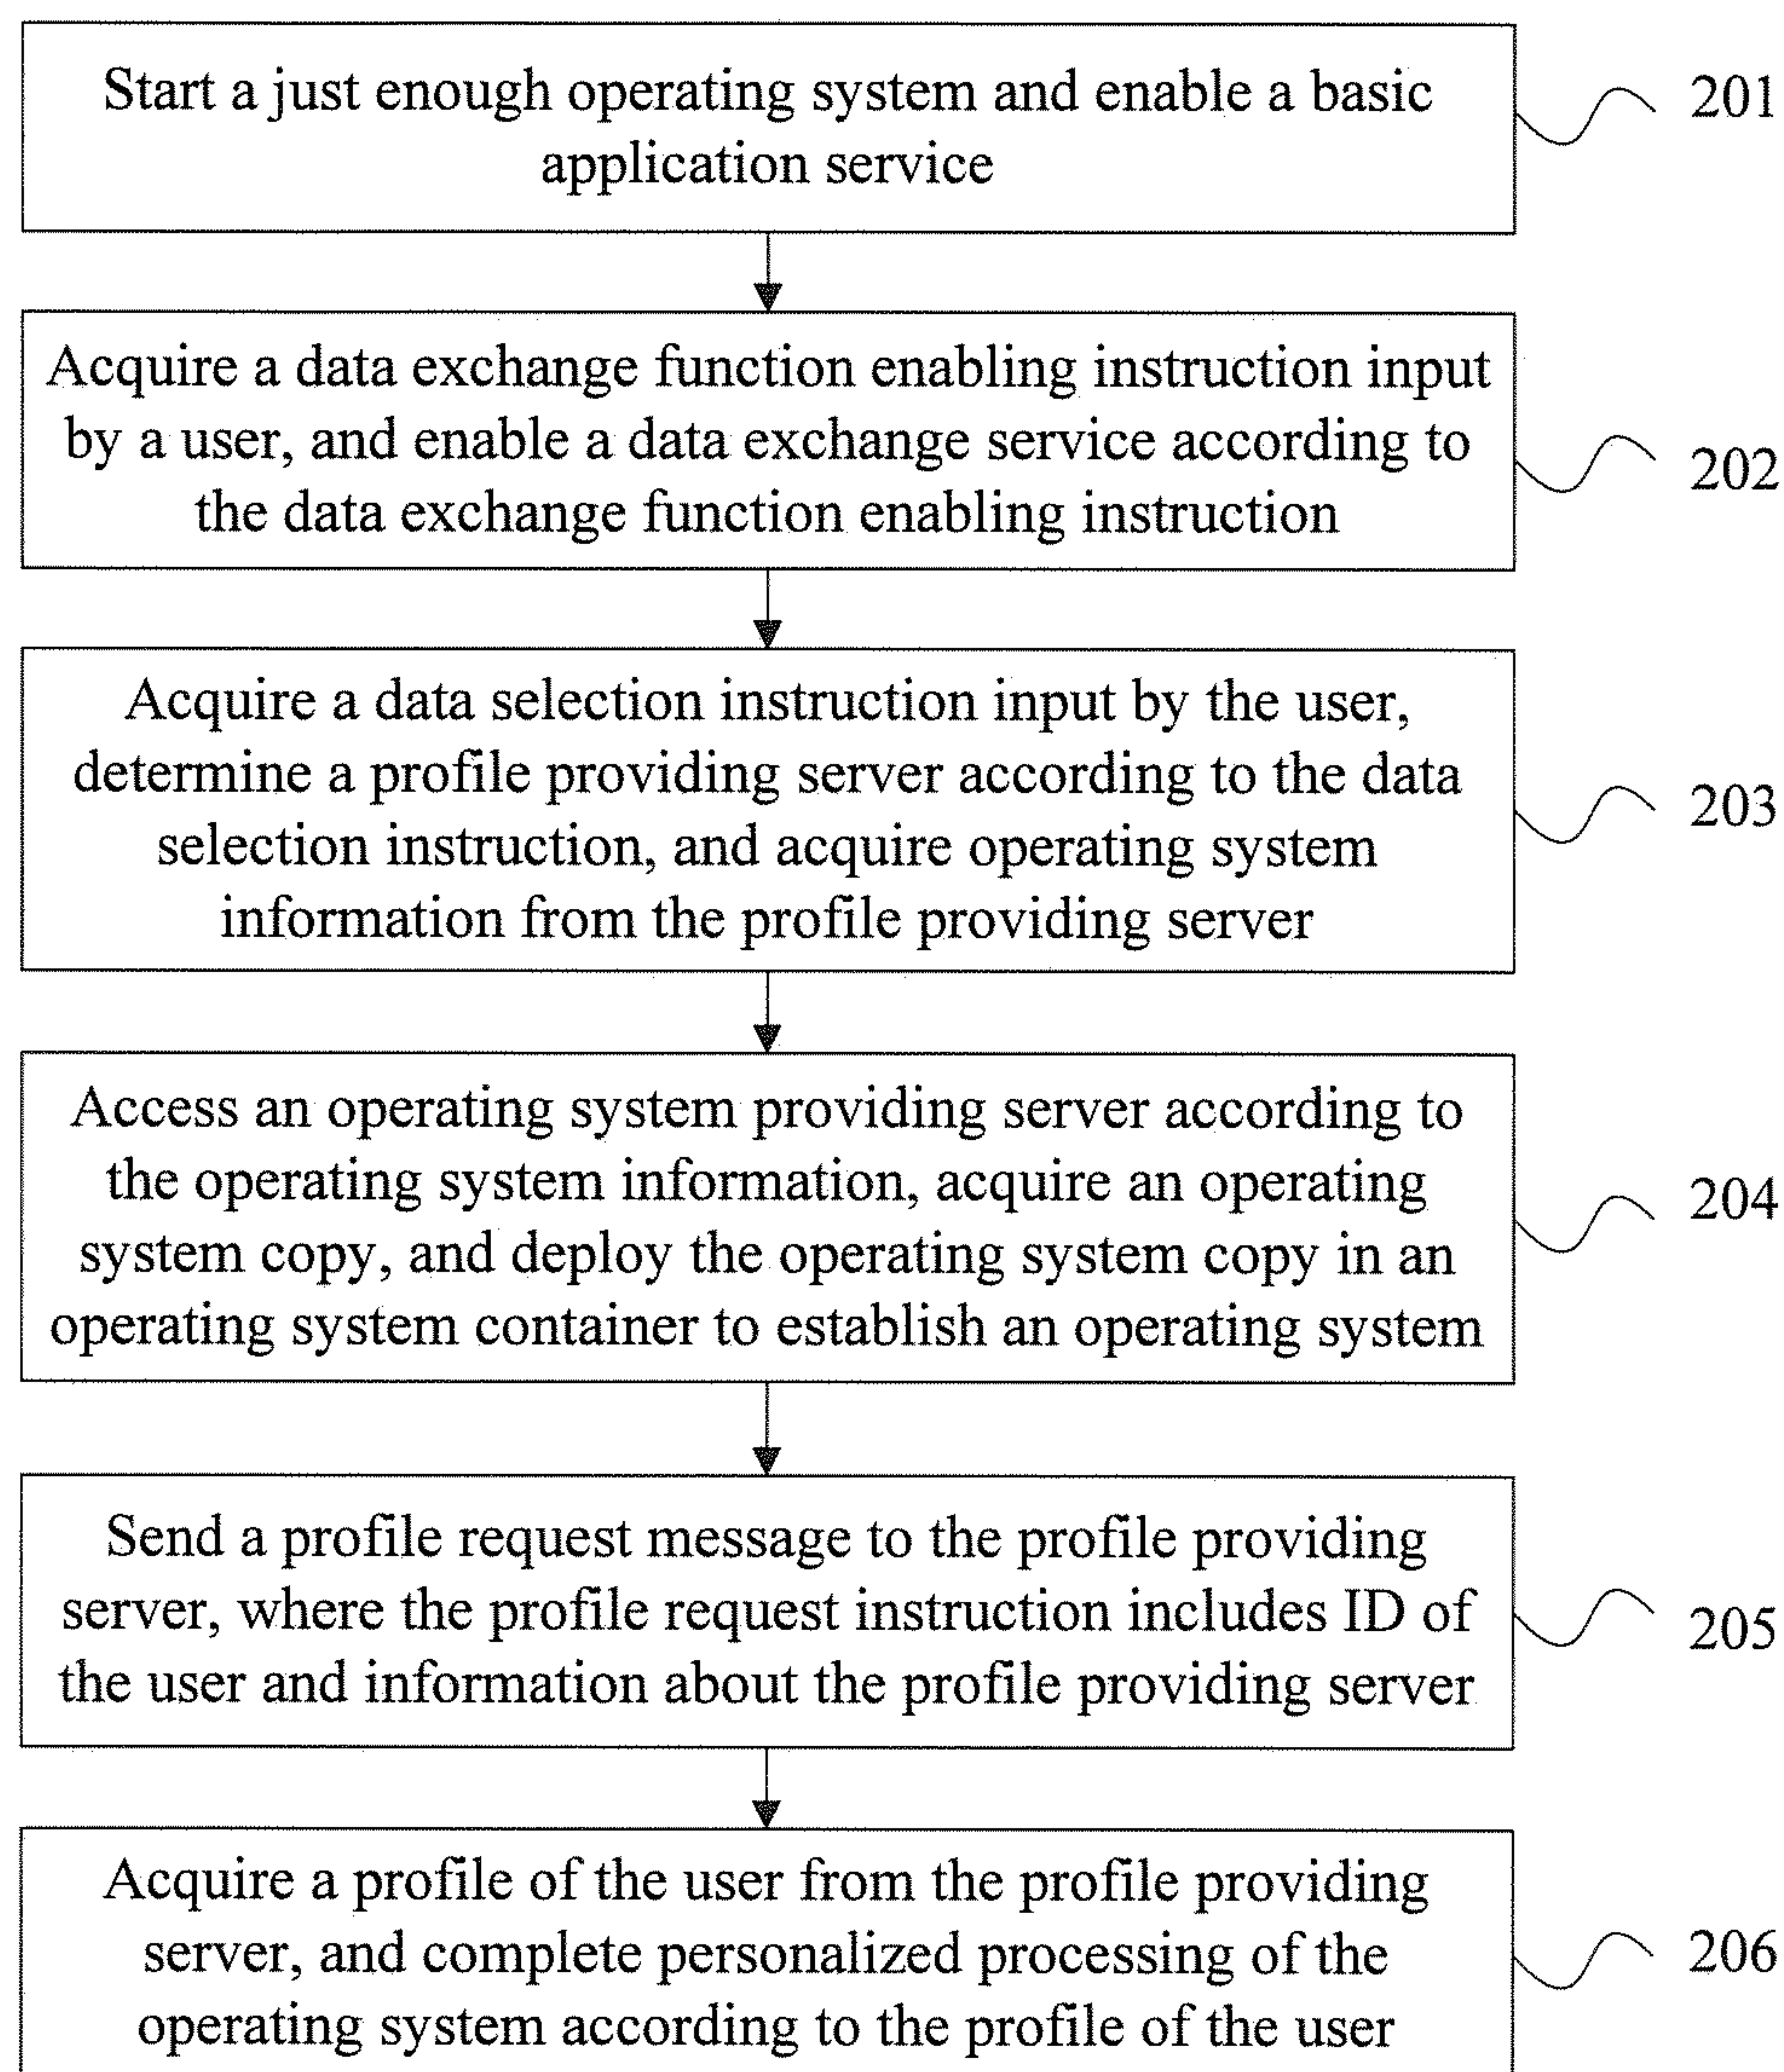 Start a just enough operating system and enable a basic
application service
201
Acquire a data exchange function enabling instruction input
by a user, and enable a data exchange service according to
the data exchange function enabling instruction
202
Acquire a data selection instruction input by the user,
determine a profile providing server according to the data
selection instruction, and acquire operating system
information from the profile providing server
203
Access an operating system providing server according to
the operating system information, acquire an operating
system copy, and deploy the operating system copy in an
operating system container to establish an operating system
204
Send a profile request message to the profile providing
server, where the profile request instruction includes ID of
the user and information about the profile providing server
205
Acquire a profile of the user from the profile providing
server, and complete personalized processing of the
operating system according to the profile of the user
206